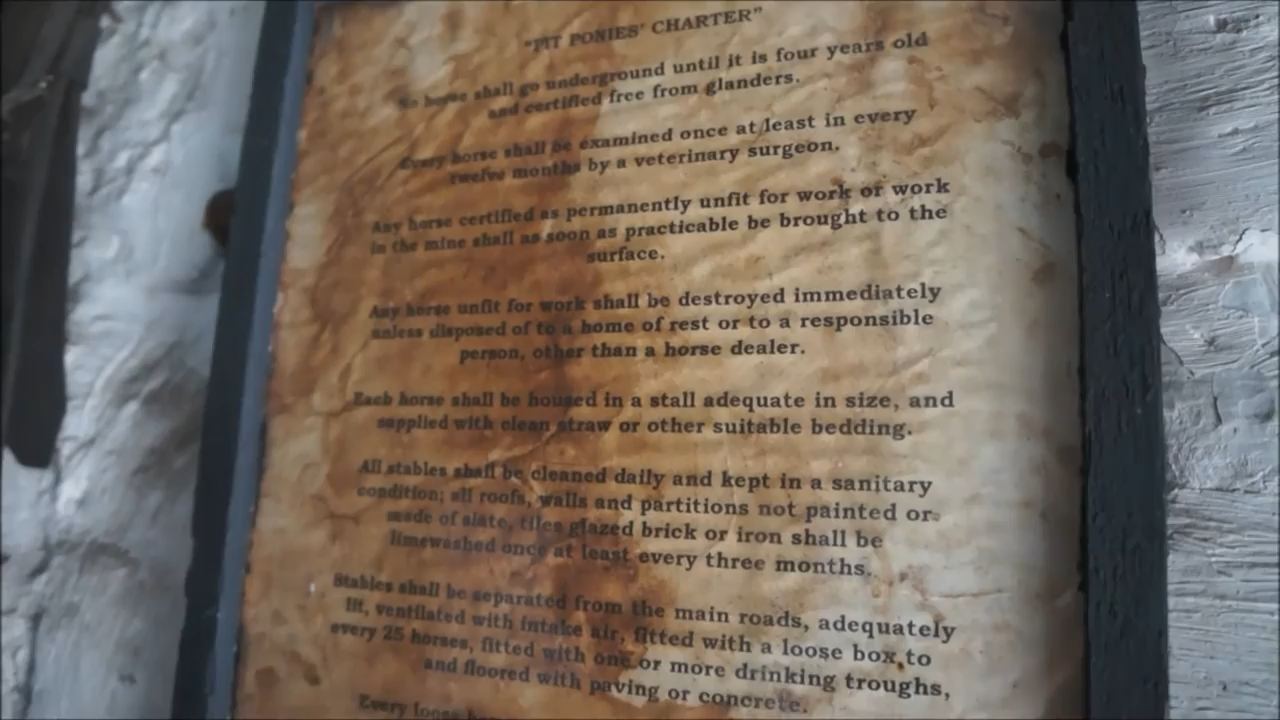 "PIT PONIES' CHARTER"
No horse shall go underground until it is four years old
and certified free from glanders.
Every horse shall be examined once at least in every
twelve months by a veterinary surgeon.
Any horse certified as permanently unfit for work or work
in the mine shall as soon as practicable be brought to the
surface.
Any horse unfit for work shall be destroyed immediately
unless disposed of to a home of rest or to a responsible
person, other than a horse dealer.
Each horse shall be housed in a stall adequate in size, and
supplied with clean straw or other suitable bedding.
All stables shall be cleaned daily and kept in a sanitary
condition; all roofs, walls and partitions not painted or
made of slate, tiles glazed brick or iron shall be
limewashed once at least every three months.
Stables shall be separated from the main roads, adequately
lit, ventilated with intake air, fitted with a loose box to
every 25 horses, fitted with one or more drinking troughs,
and floored with paving or concrete.
Every loose